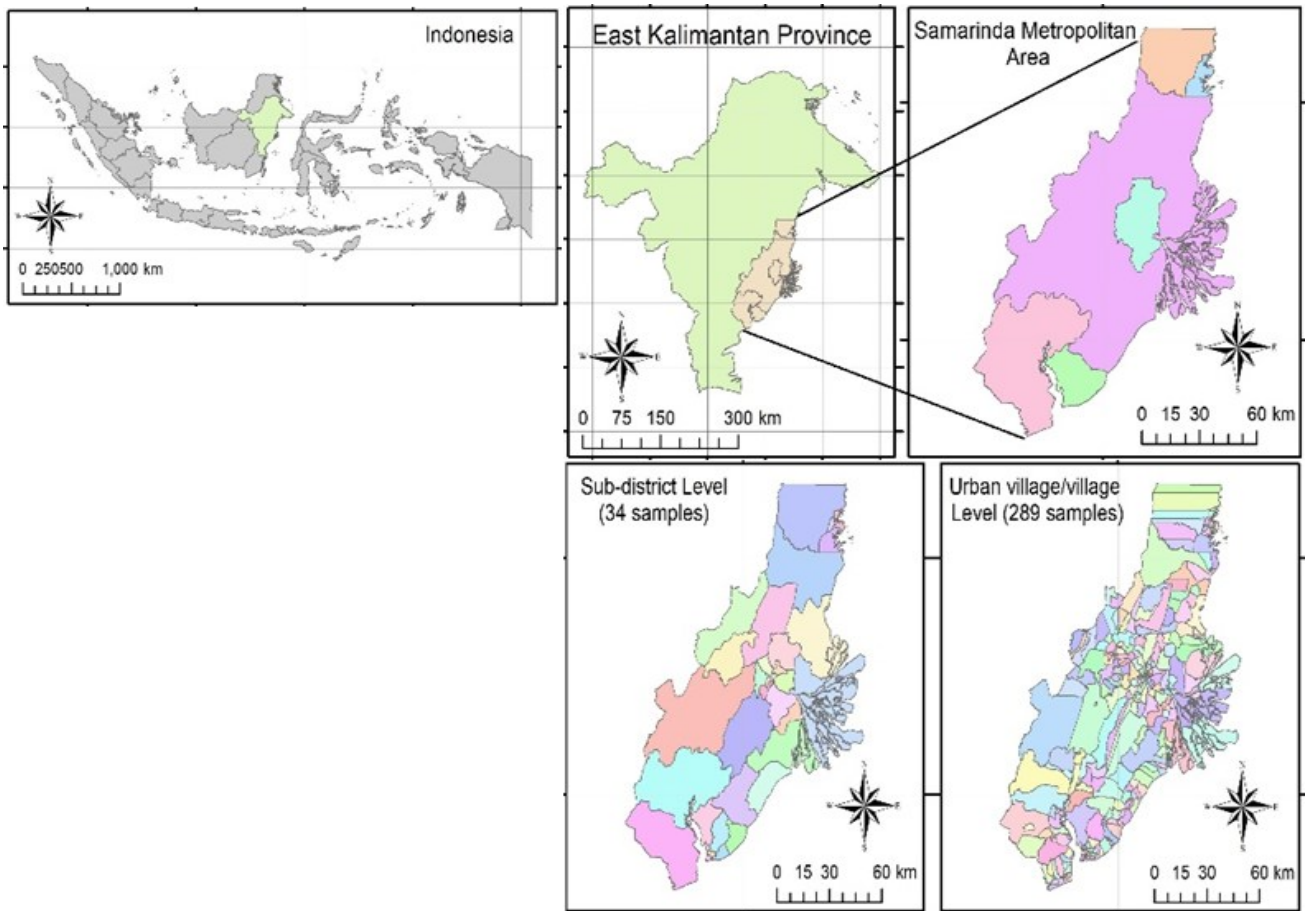 Indonesia
0 250500 1,000 km
East Kalimantan Province
0 75 150 300 km
Samarinda Metropolitan
Area
0 15 30 60 km
Sub-district Level
(34 samples)
0 15 30 60 km
Urban village/village
Level (289 samples)
0 15 30 60 km